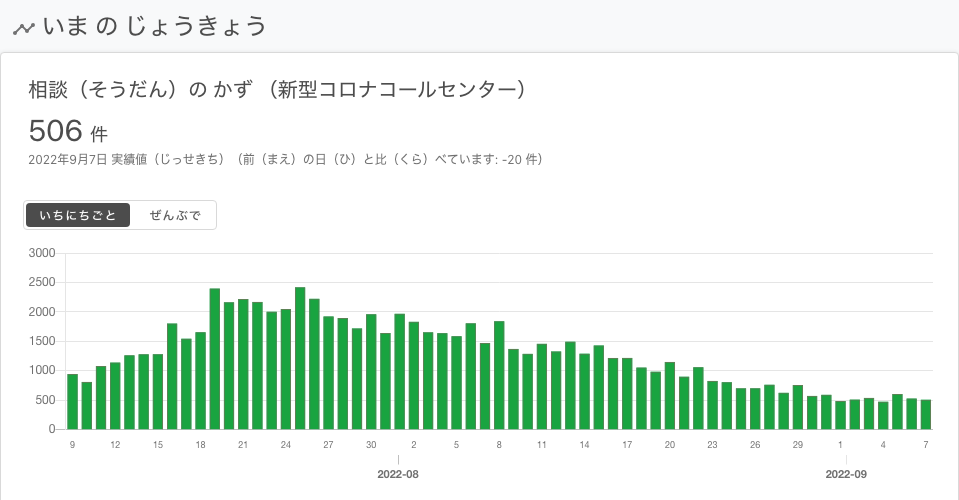 いま の じょうきょう
相談（そうだん）の かず （新型コロナコールセンター）
506 件
2022年9月7日 実績値（じっせきち）（前（まえ）の日（ひ）と比（くら）べています: -20 件）
いちにちごと ぜんぶで
3000
2500
2000
1500
1000
500
0
9 12 15 18 21 24 27 30 2 5 8 11 14 17 20 23 26 29 1 4 7
2022-08 2022-09